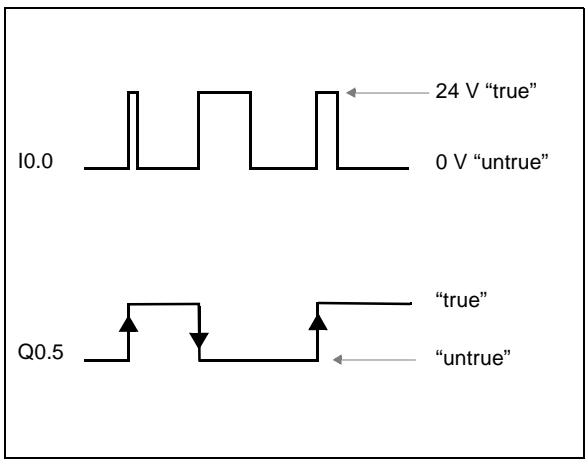 24 V “true”
I0.0
0 V “untrue”
“true”
Q0.5
“untrue”